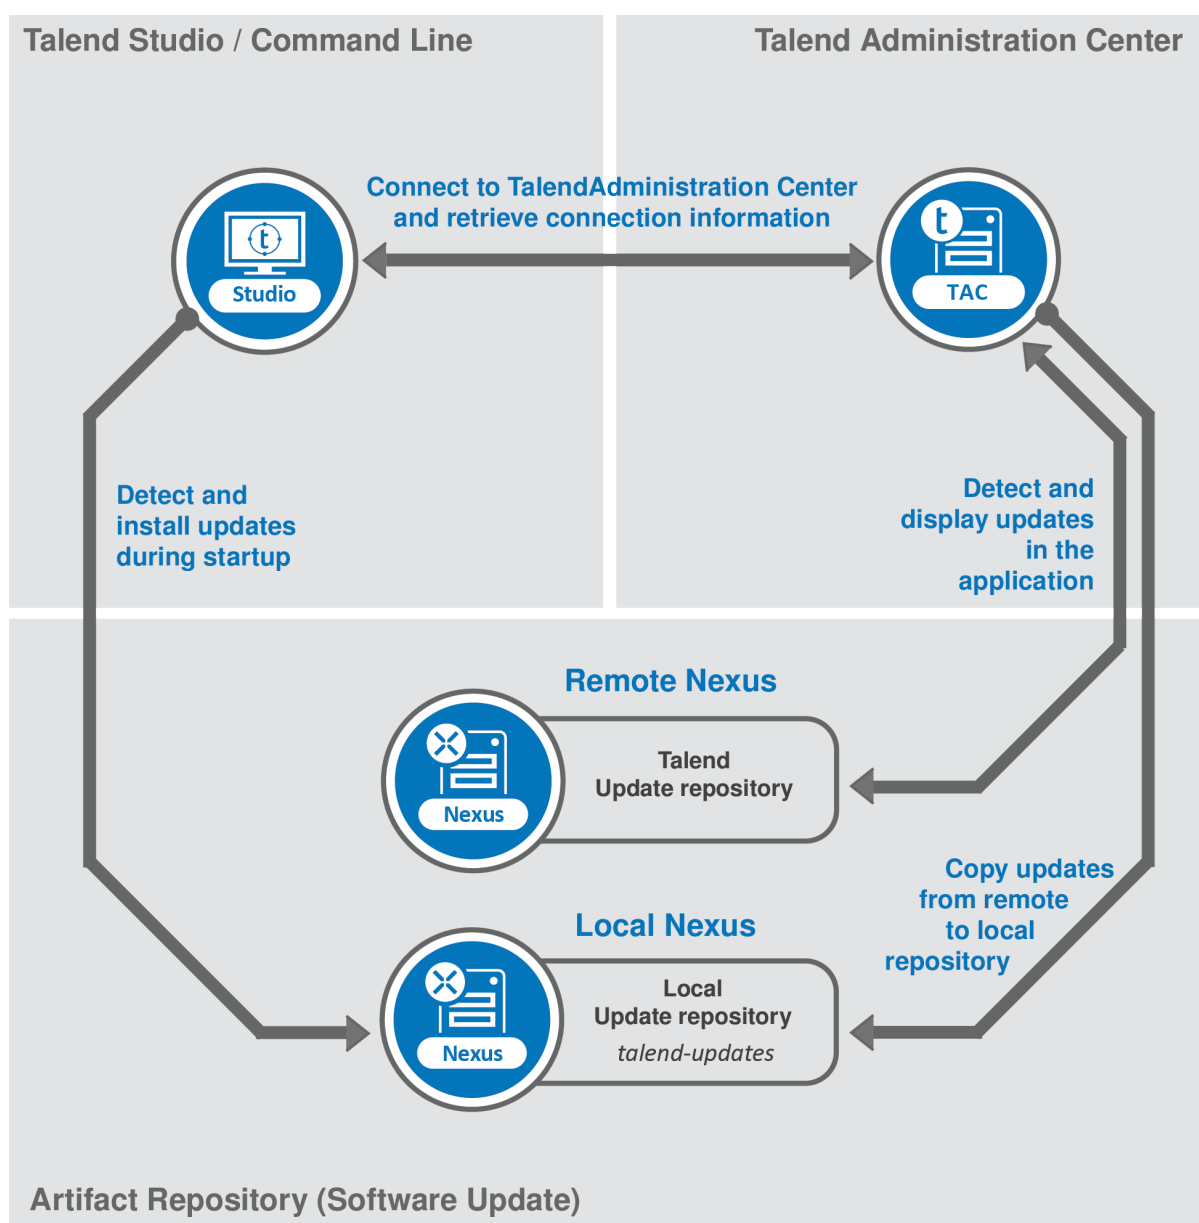 Talend Studio / Command Line
Talend Administration Center
Connect to TalendAdministration Center
and retrieve connection information
t
Studio
t
TAC
Detect and
install updates
during startup
Detect and
display updates
in the
application
Remote Nexus
Talend
Update repository
Nexus
Copy updates
from remote
to local
repository
Local Nexus
Local
Update repository
talend-updates
Nexus
Artifact Repository (Software Update)